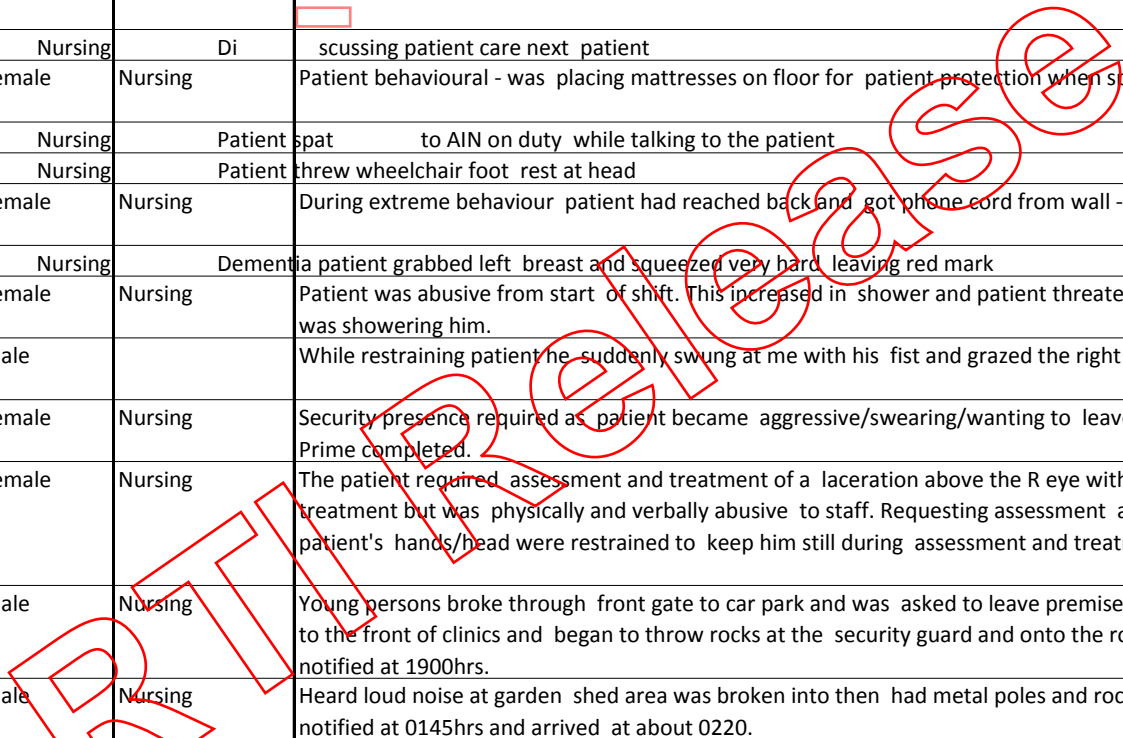 Nursing Di scussing patient care next patient
emale Nursing Patient behavioural - was placing mattresses on floor for patient protection when sp
Nursing Patient spat to AIN on duty while talking to the patient
Nursing Patient threw wheelchair foot rest at head
emale Nursing During extreme behaviour patient had reached back and got phone cord from wall -
Nursing Dementia patient grabbed left breast and squeezed very hard leaving red mark
emale Nursing Patient was abusive from start of shift. This increased in shower and patient threate
was showering him.
ale While restraining patient he suddenly swung at me with his fist and grazed the right
emale Nursing Security presence required as patient became aggressive/swearing/wanting to leave
Prime completed.
emale Nursing The patient required assessment and treatment of a laceration above the R eye with
treatment but was physically and verbally abusive to staff. Requesting assessment a
patient's hands/head were restrained to keep him still during assessment and treat
ale Nursing Young persons broke through front gate to car park and was asked to leave premise
to the front of clinics and began to throw rocks at the security guard and onto the ro
notified at 1900hrs.
ale Nursing Heard loud noise at garden shed area was broken into then had metal poles and roc
notified at 0145hrs and arrived at about 0220.
RTI Release